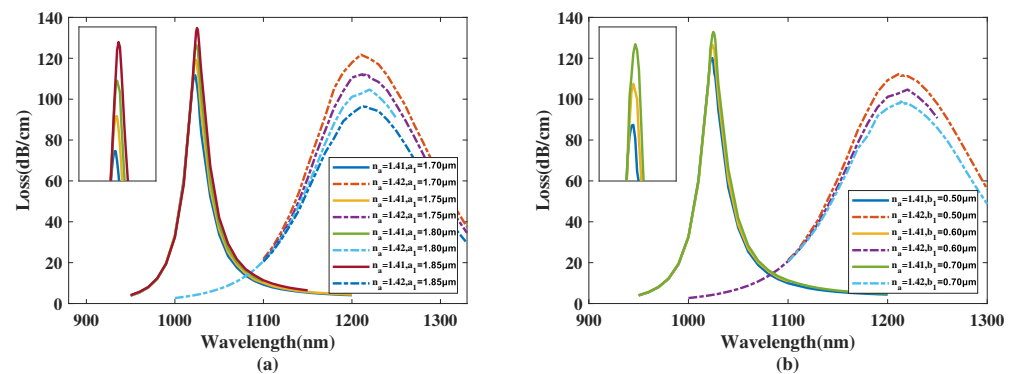 140
120
100
80
60
40
20
0
Loss(dB/cm)
900 1000 1100 1200 1300
Wavelength(nm)
(a)
n_a=1.41,a_1=1.70μm
n_a=1.42,a_1=1.70μm
n_a=1.41,a_1=1.75μm
n_a=1.42,a_1=1.75μm
n_a=1.41,a_1=1.80μm
n_a=1.42,a_1=1.80μm
n_a=1.41,a_1=1.85μm
n_a=1.42,a_1=1.85μm
140
120
100
80
60
40
20
0
Loss(dB/cm)
900 1000 1100 1200 1300
Wavelength(nm)
(b)
n_a=1.41,b_1=0.50μm
n_a=1.42,b_1=0.50μm
n_a=1.41,b_1=0.60μm
n_a=1.42,b_1=0.60μm
n_a=1.41,b_1=0.70μm
n_a=1.42,b_1=0.70μm